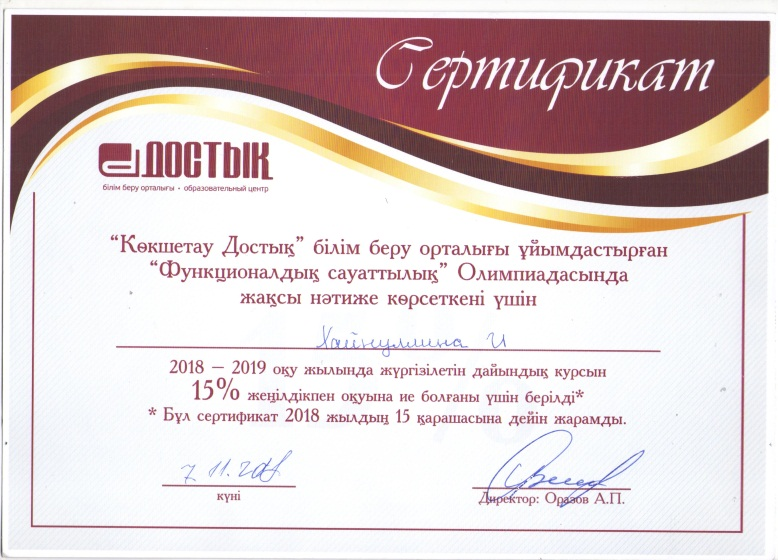 Сертификат
ДОСТЫҚ
білім беру орталығы • образовательный центр
“Көкшетау Достық” білім беру орталығы ұйымдастырған
“Функционалдық сауаттылық” Олимпиадасында
жақсы нәтиже көрсеткені үшін
Хайнуллина И
2018 – 2019 оқу жылында жүргізілетін дайындық курсын
15% жеңілдікпен оқуына ие болғаны үшін берілді*
* Бұл сертификат 2018 жылдың 15 қарашасына дейін жарамды.
7.11.2018
күні
Директор: Оразов А.П.